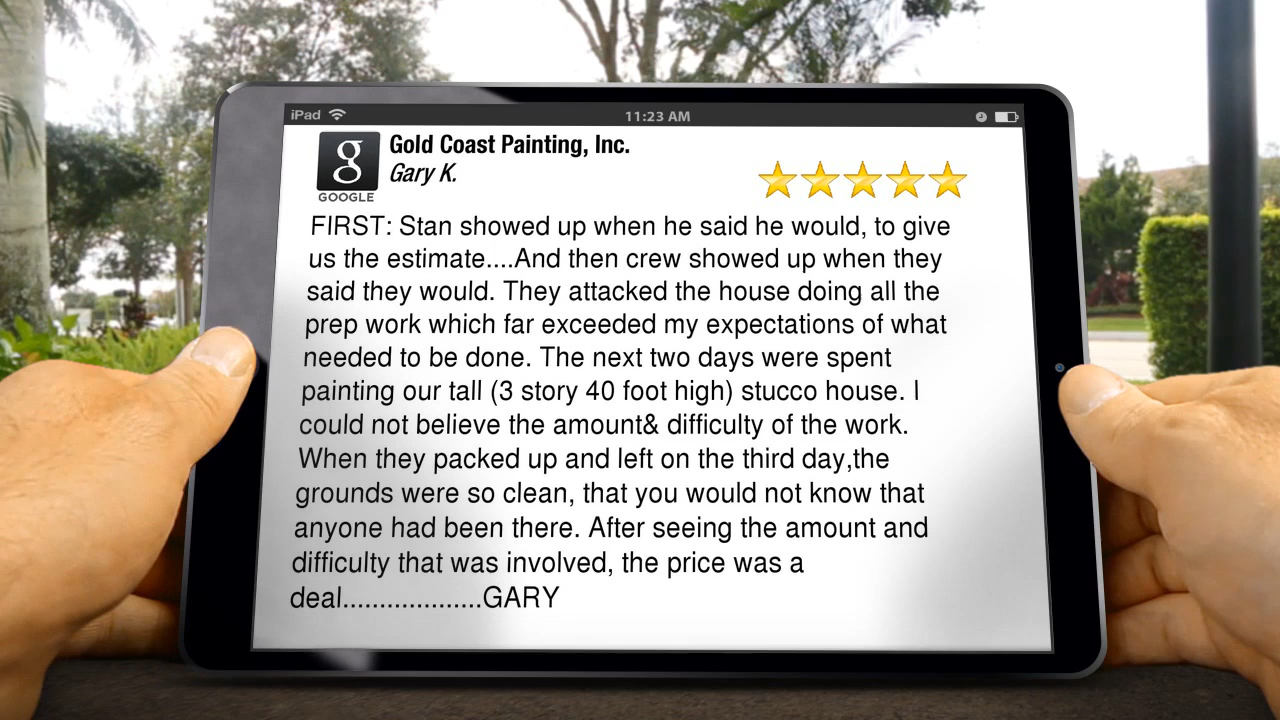 iPad
11:23 AM
g
GOOGLE
Gold Coast Painting, Inc.
Gary K.
FIRST: Stan showed up when he said he would, to give
us the estimate....And then crew showed up when they
said they would. They attacked the house doing all the
prep work which far exceeded my expectations of what
needed to be done. The next two days were spent
painting our tall (3 story 40 foot high) stucco house. I
could not believe the amount& difficulty of the work.
When they packed up and left on the third day,the
grounds were so clean, that you would not know that
anyone had been there. After seeing the amount and
difficulty that was involved, the price was a
deal...................GARY